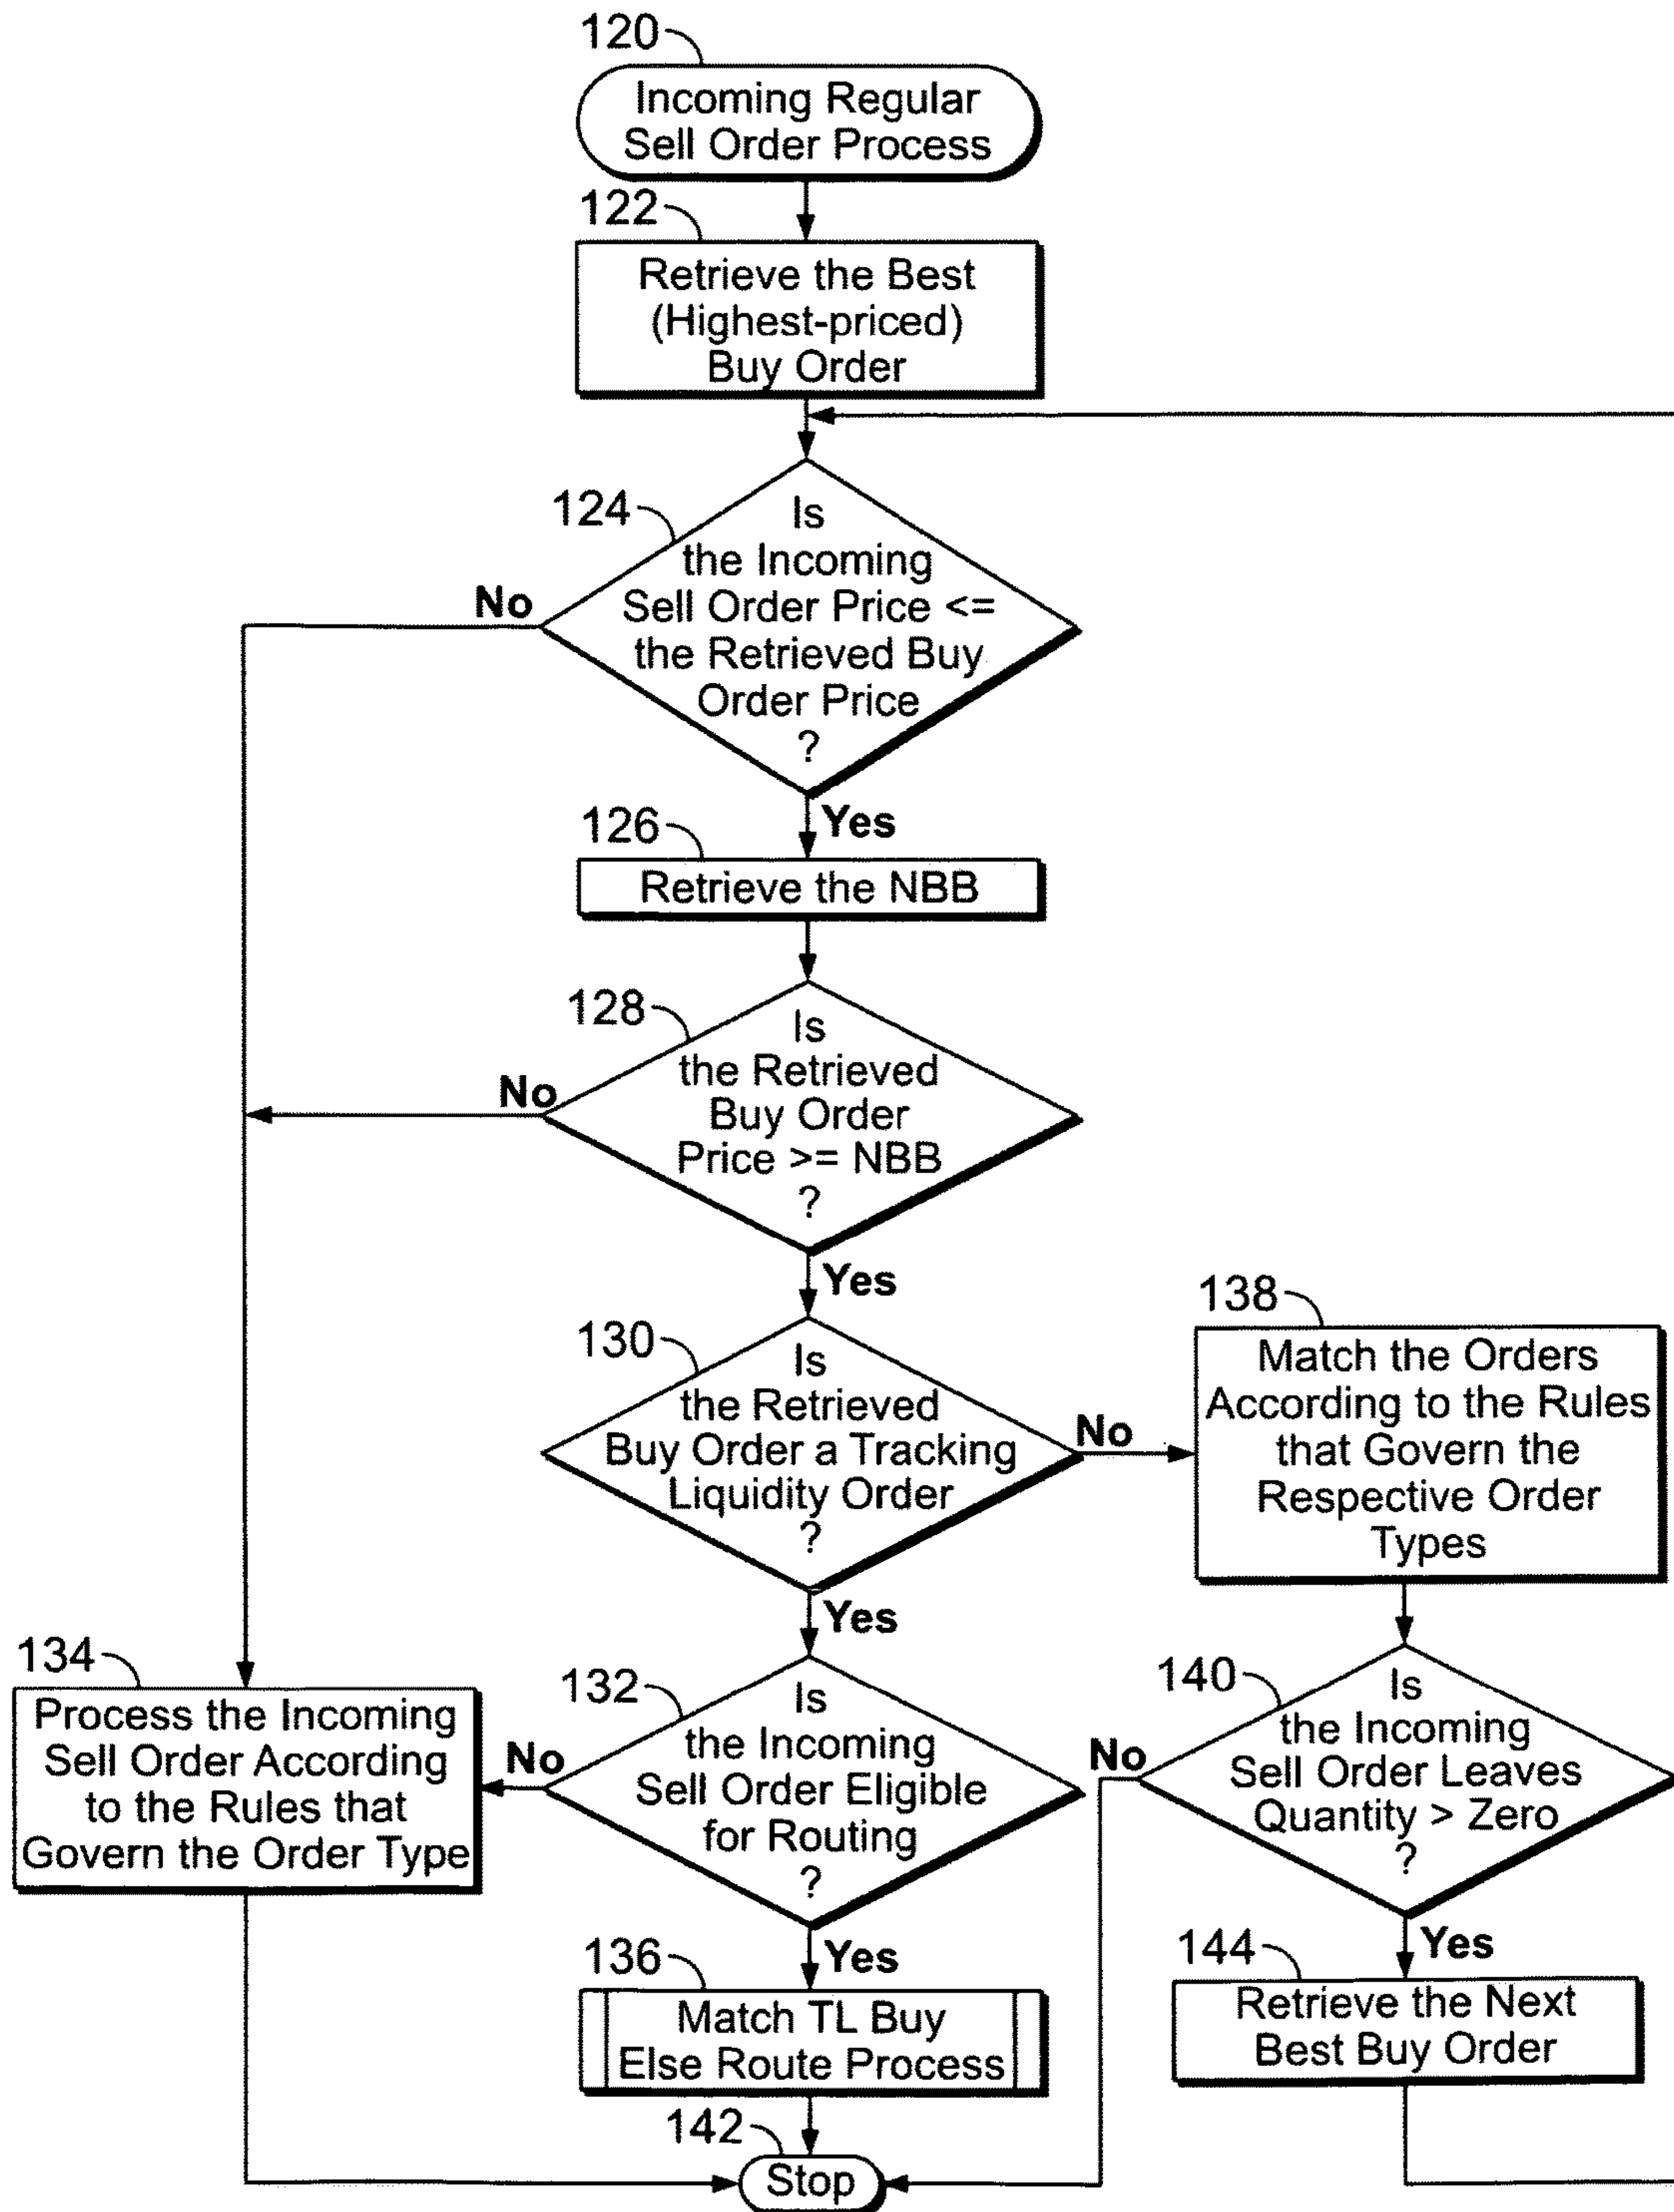 120
Incoming Regular
Sell Order Process
122
Retrieve the Best
(Highest-priced)
Buy Order
124
Is
the Incoming
Sell Order Price <=
the Retrieved Buy
Order Price
?
No
Yes
126
Retrieve the NBB
128
Is
the Retrieved
Buy Order
Price >= NBB
?
No
Yes
130
Is
the Retrieved
Buy Order a Tracking
Liquidity Order
?
No
Yes
138
Match the Orders
According to the Rules
that Govern the
Respective Order
Types
132
Is
the Incoming
Sell Order Eligible
for Routing
?
No
Yes
134
Process the Incoming
Sell Order According
to the Rules that
Govern the Order Type
140
Is
the Incoming
Sell Order Leaves
Quantity > Zero
?
No
Yes
136
Match TL Buy
Else Route Process
144
Retrieve the Next
Best Buy Order
142
Stop